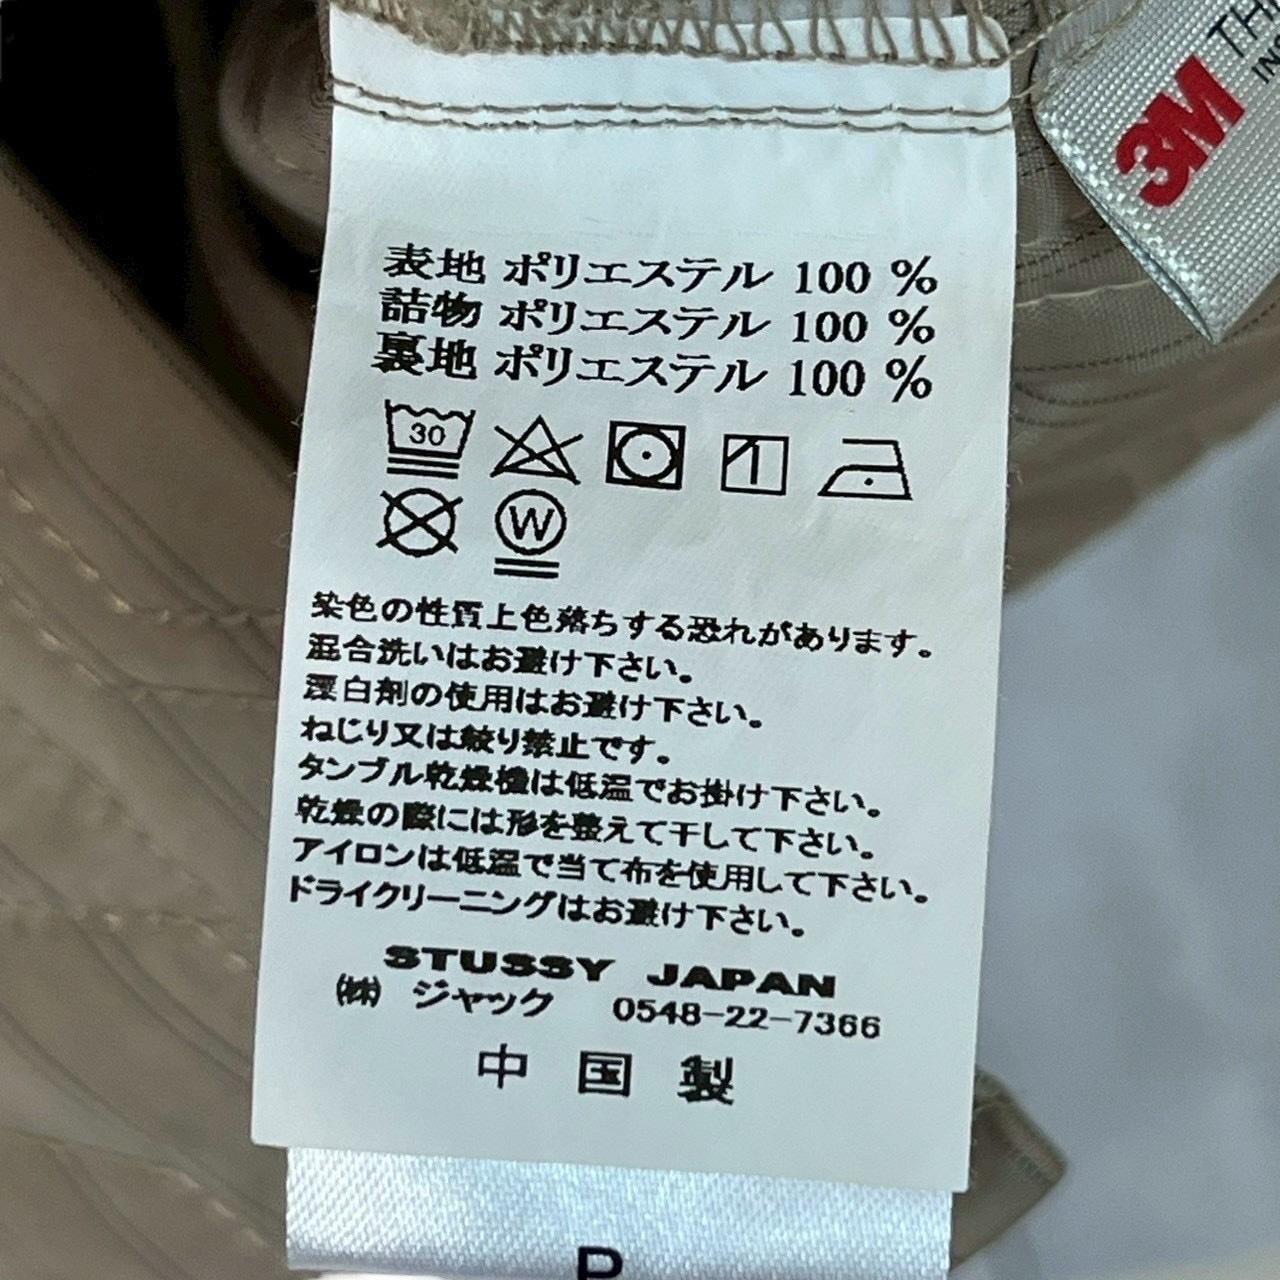 3M
TH
IN
表地 ポリエステル 100 %
詰物 ポリエステル 100 %
裏地 ポリエステル 100 %
30
W
染色の性質上色落ちする恐れがあります。
混合洗いはお避け下さい。
漂白剤の使用はお避け下さい。
ねじり又は絞り禁止です。
タンブル乾燥機は低温でお掛け下さい。
乾燥の際には形を整えて干して下さい。
アイロンは低温で当て布を使用して下さい。
ドライクリーニングはお避け下さい。
STUSSY JAPAN
㈱ ジャック 0548-22-7366
中国製